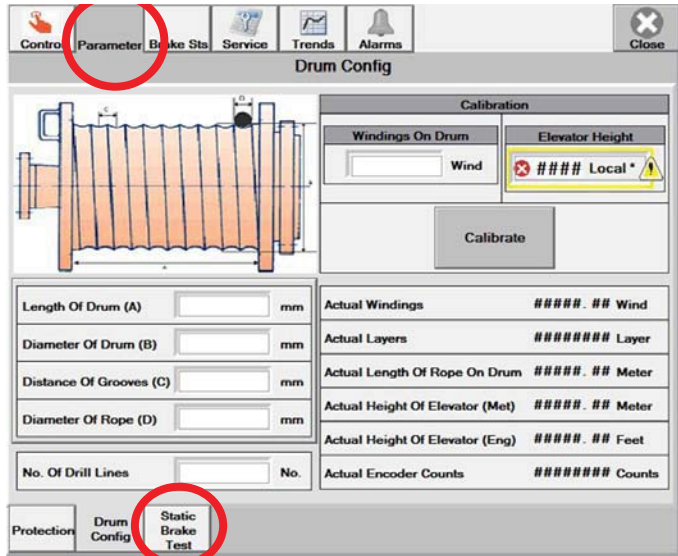 Control Parameter Brake Sts Service Trends Alarms Close
Drum Config
C D
A
Calibration
Windings On Drum
Wind
Elevator Height
#### Local *
Calibrate
Length Of Drum (A) mm
Diameter Of Drum (B) mm
Distance Of Grooves (C) mm
Diameter Of Rope (D) mm
No. Of Drill Lines No.
Actual Windings #####.## Wind
Actual Layers ######## Layer
Actual Length Of Rope On Drum #####.## Meter
Actual Height Of Elevator (Met) #####.## Meter
Actual Height Of Elevator (Eng) #####.## Feet
Actual Encoder Counts ######## Counts
Protection
Drum
Config
Static
Brake
Test